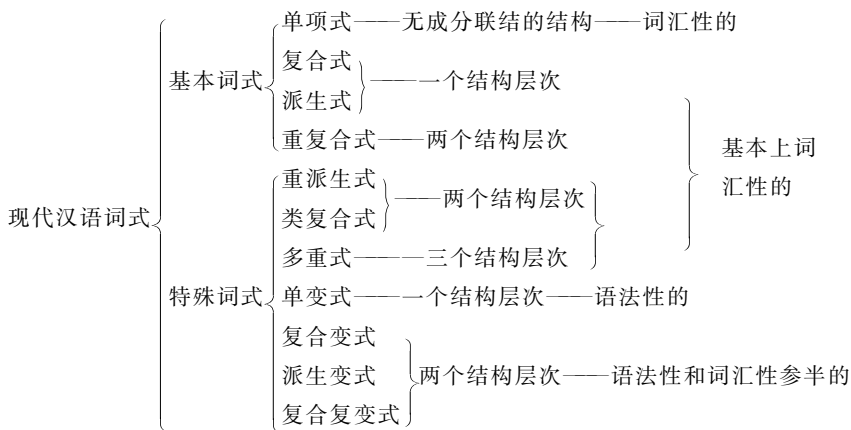 单项式——无成分联结的结构——词汇性的
复合式
基本词式 ——一个结构层次
派生式
基本上词
重复合式——两个结构层次
汇性的
重派生式
——两个结构层次
现代汉语词式 类复合式
多重式———三个结构层次
特殊词式 单变式——一个结构层次——语法性的
复合变式
派生变式 两个结构层次——语法性和词汇性参半的
复合复变式